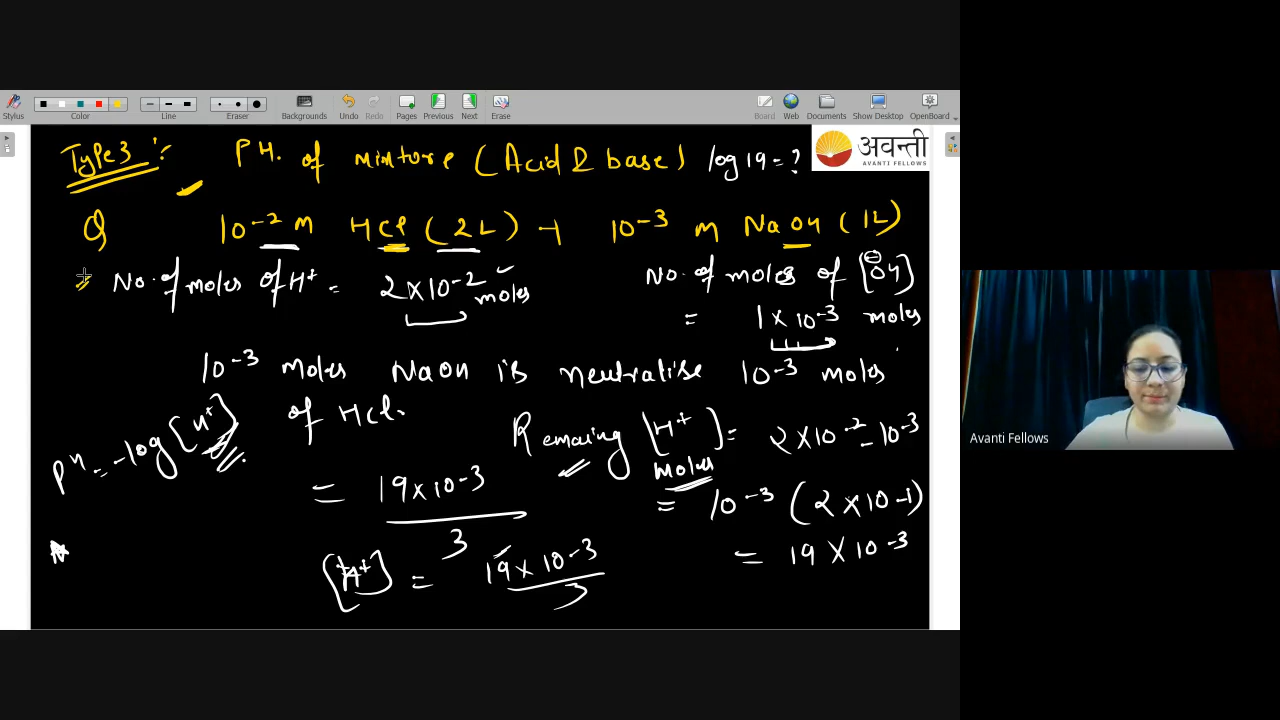 Stylus
Color
Line
Eraser
Backgrounds
Undo
Redo
Pages
Previous
Next
Erase
Board
Web
Documents
Show Desktop
OpenBoard
Type 3 :- PH. of mixture (Acid & base) log 19 = ?
अवन्ती
AVANTI FELLOWS
Q 10-2 M HCl (2L) + 10-3 M NaOH (1L)
No. of moles of H+ = 2 × 10-2 moles
No. of moles of [OH]
= 1 × 10-3 moles
10-3 moles NaOH is neutralise 10-3 moles
of HCl.
PH = -log[H+]
Remaing [H+] = 2×10-2 - 10-3
moles
= 19×10-3
3
= 10-3 (2 × 10-1)
= 19 × 10-3
[H+] = 19 × 10-3
3
Avanti Fellows